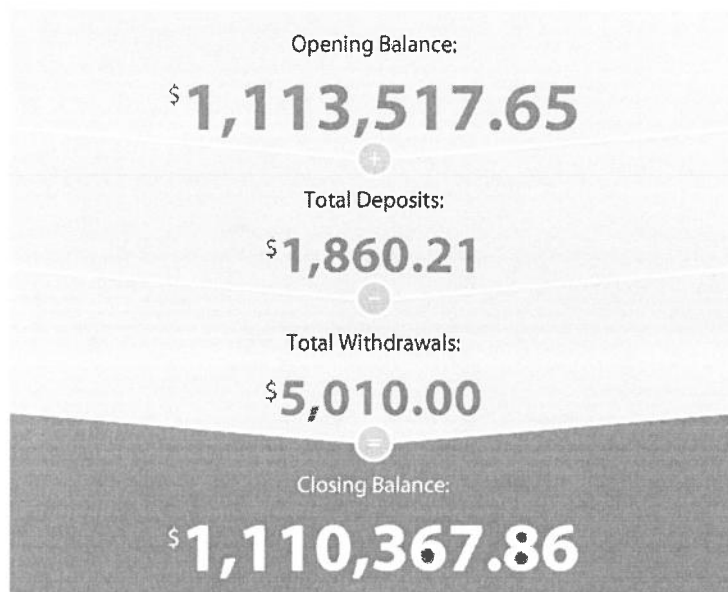 Opening Balance:
$1,113,517.65
+
Total Deposits:
$1,860.21
-
Total Withdrawals:
$5,010.00
=
Closing Balance:
$1,110,367.86